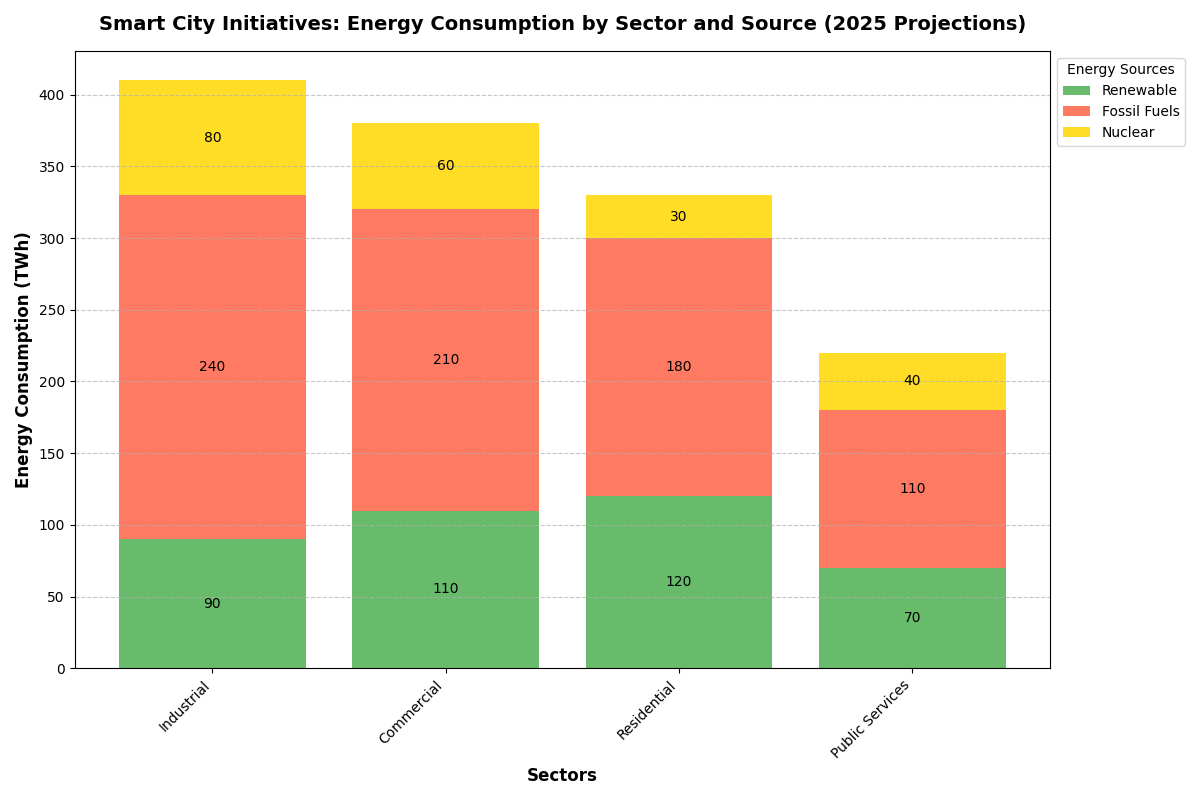 Smart City Initiatives: Energy Consumption by Sector and Source (2025 Projections)
Energy Sources
Renewable
Fossil Fuels
Nuclear
Energy Consumption (TWh)
400
350
300
250
200
150
100
50
0
80
60
30
40
240
210
180
110
90
110
120
70
Industrial
Commercial
Residential
Public Services
Sectors